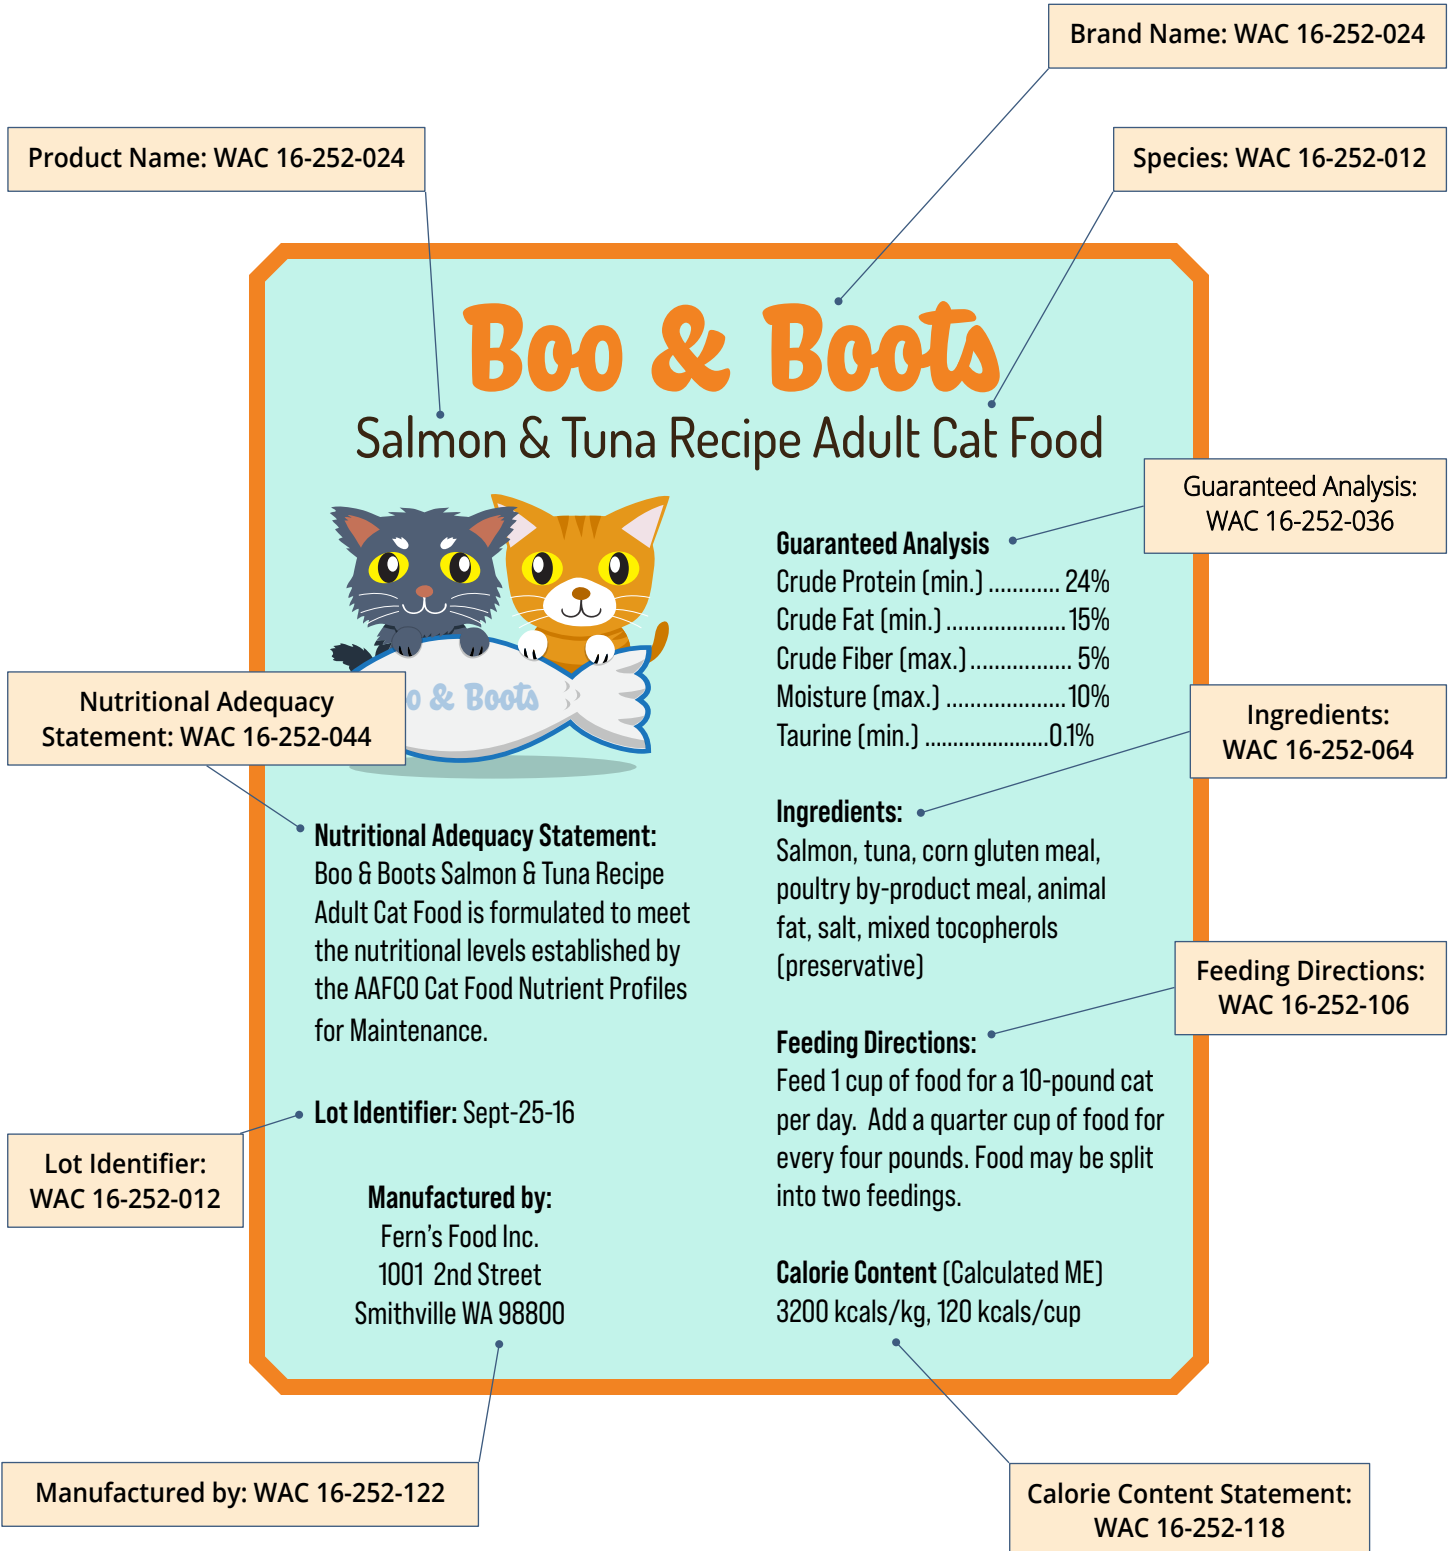 Brand Name: WAC 16-252-024
Product Name: WAC 16-252-024
Species: WAC 16-252-012
Boo & Boots
Salmon & Tuna Recipe Adult Cat Food
Guaranteed Analysis:
WAC 16-252-036
Guaranteed Analysis
Crude Protein (min.) ............ 24%
Crude Fat (min.) .................... 15%
Crude Fiber (max.) ................. 5%
Moisture (max.) .................... 10%
Taurine (min.) ......................0.1%
o & Boots
Nutritional Adequacy
Statement: WAC 16-252-044
Ingredients:
WAC 16-252-064
Ingredients:
Salmon, tuna, corn gluten meal,
poultry by-product meal, animal
fat, salt, mixed tocopherols
(preservative)
Nutritional Adequacy Statement:
Boo & Boots Salmon & Tuna Recipe
Adult Cat Food is formulated to meet
the nutritional levels established by
the AAFCO Cat Food Nutrient Profiles
for Maintenance.
Feeding Directions:
WAC 16-252-106
Feeding Directions:
Feed 1 cup of food for a 10-pound cat
per day.  Add a quarter cup of food for
every four pounds. Food may be split
into two feedings.
Lot Identifier: Sept-25-16
Lot Identifier:
WAC 16-252-012
Manufactured by:
Fern's Food Inc.
1001  2nd Street
Smithville WA 98800
Calorie Content (Calculated ME)
3200 kcals/kg, 120 kcals/cup
Manufactured by: WAC 16-252-122
Calorie Content Statement:
WAC 16-252-118